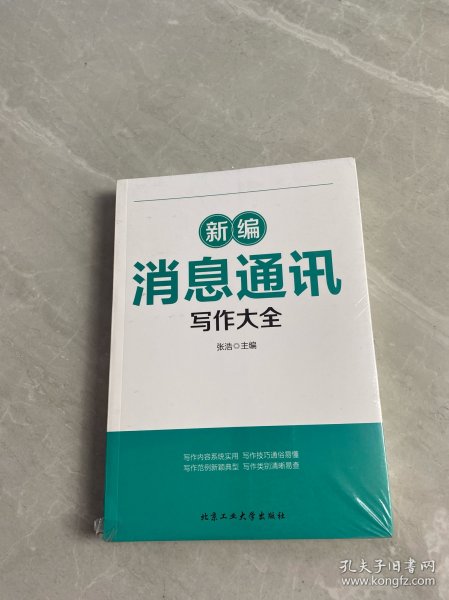 新编
消息通讯
写作大全
张浩◎主编
写作内容系统实用 写作技巧通俗易懂
写作范例新颖典型 写作类别清晰易查
北京工业大学出版社
孔夫子旧书网
www.kongfz.com